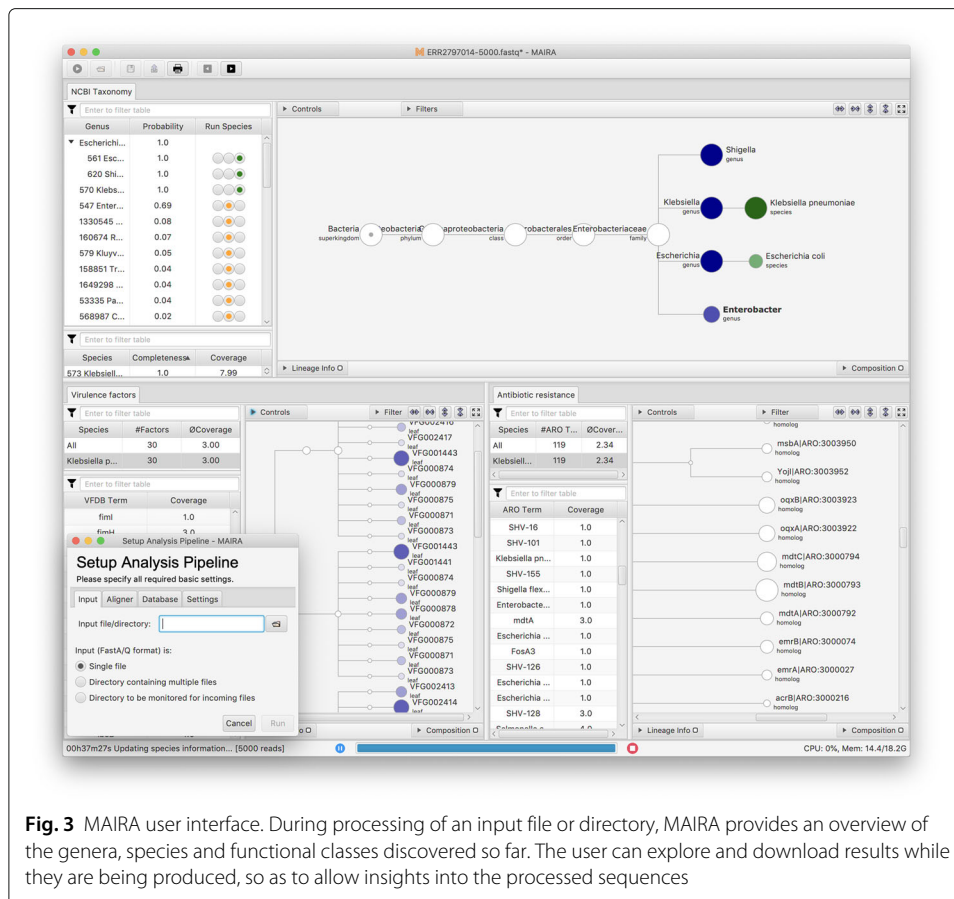 ERR2797014-5000.fastq* - MAIRA
NCBI Taxonomy
Enter to filter table
Genus Probability Run Species
Escherichi... 1.0
561 Esc... 1.0
620 Shi... 1.0
570 Klebs... 1.0
547 Enter... 0.69
1330545 ... 0.08
160674 R... 0.07
579 Kluyv... 0.05
158851 Tr... 0.04
1649298 ... 0.04
53335 Pa... 0.04
568987 C... 0.02
Enter to filter table
Species Completeness Coverage
573 Klebsiell... 1.0 7.99
Controls Filters
Shigella
genus
Klebsiella
genus
Klebsiella pneumoniae
species
Bacteria
superkingdom
phylum
aproteobacteria
class
order
Enterobacteriaceae
family
Escherichia
genus
Escherichia coli
species
Enterobacter
genus
Lineage Info Composition
Virulence factors
Enter to filter table
Species #Factors ØCoverage
All 30 3.00
Klebsiella p... 30 3.00
Enter to filter table
VFDB Term Coverage
fimI 1.0
fimH 3.0
Controls Filter
VFG002416
leaf
VFG002417
leaf
VFG001443
leaf
VFG000874
leaf
VFG000879
leaf
VFG000875
leaf
VFG000871
leaf
VFG000873
leaf
VFG001443
leaf
VFG001441
leaf
VFG000874
leaf
VFG000879
leaf
VFG000878
leaf
VFG000872
leaf
VFG000875
leaf
VFG000871
leaf
VFG000873
leaf
VFG002413
leaf
VFG002414
leaf
Composition
Setup Analysis Pipeline - MAIRA
Setup Analysis Pipeline
Please specify all required basic settings.
Input Aligner Database Settings
Input file/directory:
Input (FastA/Q format) is:
Single file
Directory containing multiple files
Directory to be monitored for incoming files
Cancel Run
Antibiotic resistance
Enter to filter table
Species #ARO T... ØCover...
All 119 2.34
Klebsiell... 119 2.34
Enter to filter table
ARO Term Coverage
SHV-16 1.0
SHV-101 1.0
Klebsiella pn... 1.0
SHV-155 1.0
Shigella flex... 1.0
Enterobacte... 1.0
mdtA 3.0
Escherichia ... 1.0
FosA3 1.0
SHV-126 1.0
Escherichia ... 1.0
Escherichia ... 1.0
SHV-128 3.0
Controls Filter
homolog
msbA|ARO:3003950
homolog
YojI|ARO:3003952
homolog
oqxB|ARO:3003923
homolog
oqxA|ARO:3003922
homolog
mdtC|ARO:3000794
homolog
mdtB|ARO:3000793
homolog
mdtA|ARO:3000792
homolog
emrB|ARO:3000074
homolog
emrA|ARO:3000027
homolog
acrB|ARO:3000216
homolog
Lineage Info Composition
00h37m27s Updating species information... [5000 reads]
CPU: 0%, Mem: 14.4/18.2G
Fig. 3 MAIRA user interface. During processing of an input file or directory, MAIRA provides an overview of
the genera, species and functional classes discovered so far. The user can explore and download results while
they are being produced, so as to allow insights into the processed sequences